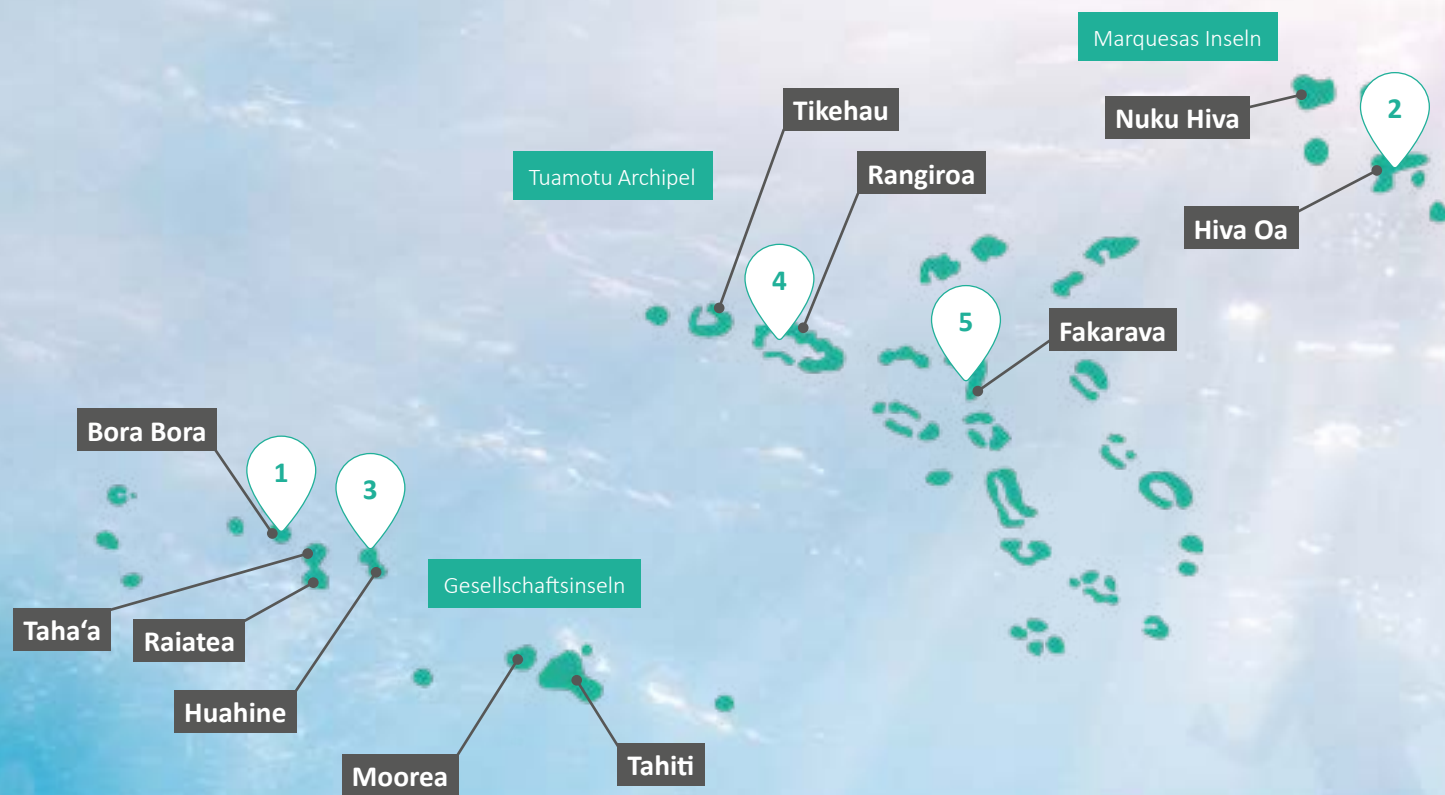 Marquesas Inseln
Nuku Hiva
2
Hiva Oa
Tikehau
Tuamotu Archipel
Rangiroa
4
5
Fakarava
Bora Bora
1
3
Gesellschaftsinseln
Taha‘a
Raiatea
Huahine
Moorea
Tahiti